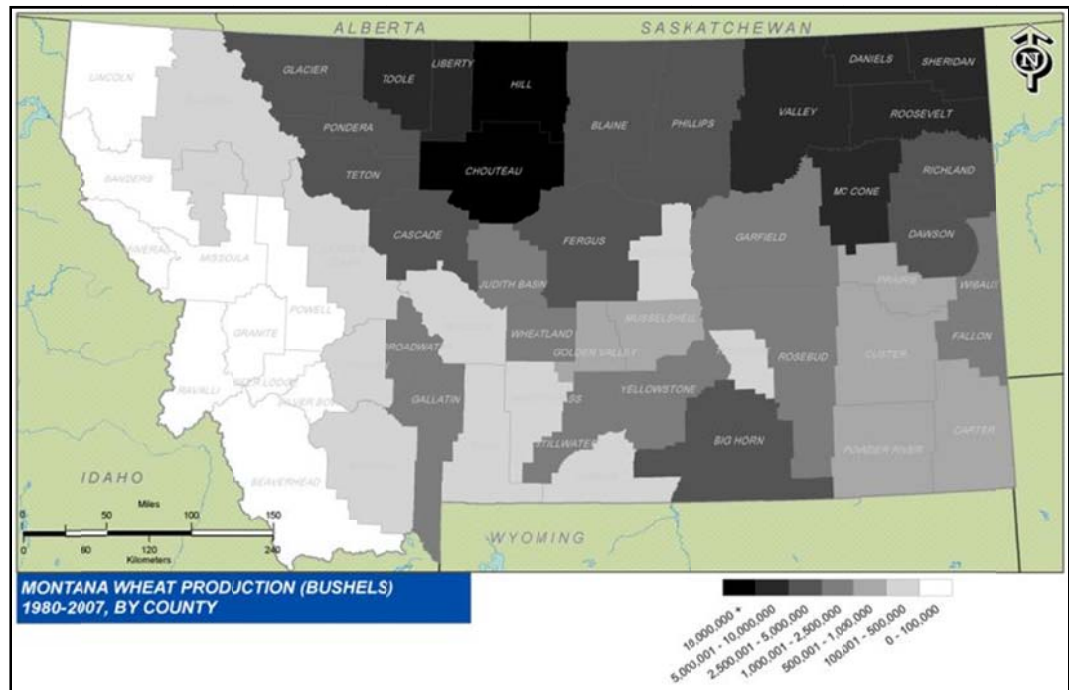 ALBERTA
SASKATCHEWAN
N
LINCOLN
GLACIER
TOOLE
LIBERTY
HILL
BLAINE
PHILLIPS
VALLEY
DANIELS
SHERIDAN
ROOSEVELT
PONDERA
TETON
CHOUTEAU
SANDERS
MC CONE
RICHLAND
CASCADE
FERGUS
GARFIELD
DAWSON
MISSOULA
JUDITH BASN
WIBAUX
POWELL
GRANITE
WHEATLAND
MUSSELSHELL
GOLDEN VALLEY
FALLON
ROSEBUD
CUSTER
DEER LODGE
RAVALLI
GALLATIN
YELLOWSTONE
STILLWATER
BIG HORN
POWDER RIVER
CARTER
BEAVERHEAD
IDAHO
WYOMING
Miles
0 50 100 150
0 60 120 240
Kilometers
MONTANA WHEAT PRODUCTION (BUSHELS)
1980-2007, BY COUNTY
10,000,000 +
5,000,001 - 10,000,000
2,500,001 - 5,000,000
1,000,001 - 2,500,000
500,001 - 1,000,000
100,001 - 500,000
0 - 100,000